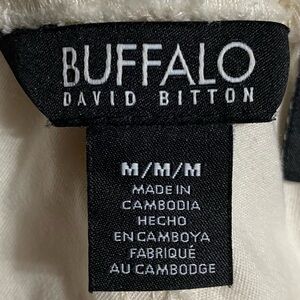 BUFFALO
DAVID BITTON
M/M/M
MADE IN
CAMBODIA
HECHO
EN CAMBOYA
FABRIQUÉ
AU CAMBODGE